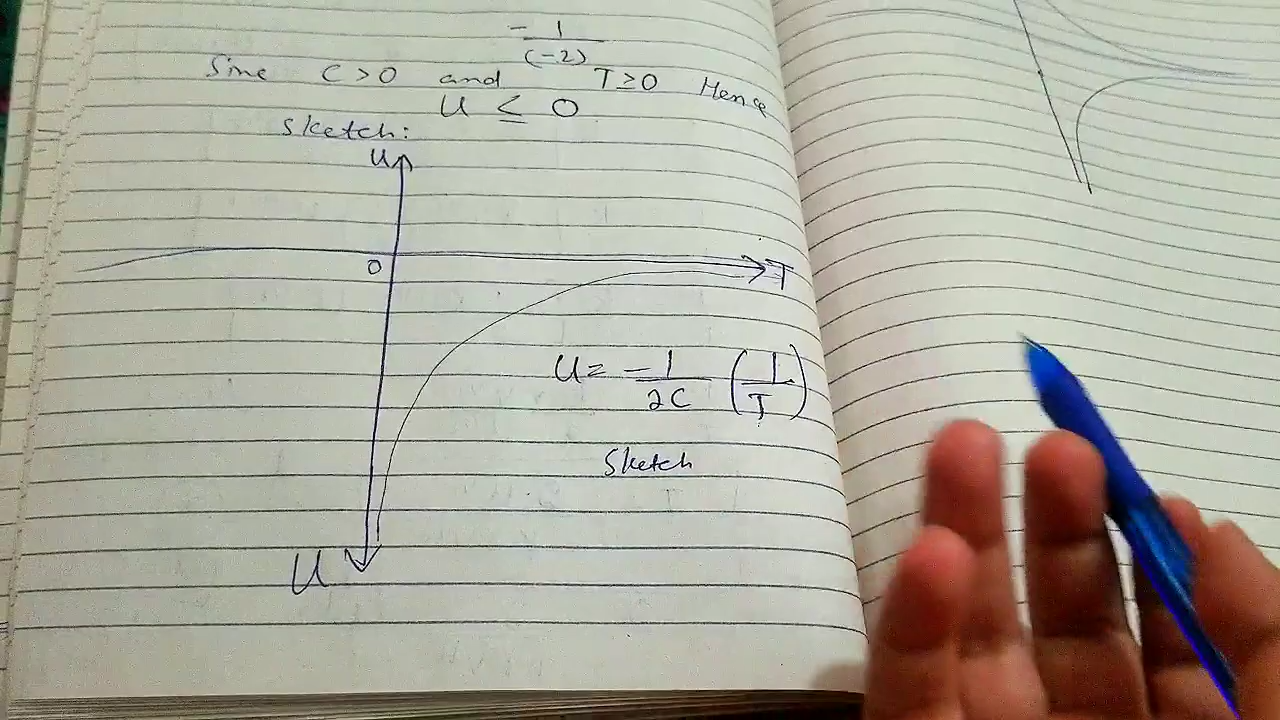 - 1
(-2)
Sine C>0 and T≥0 Hence
U ≤ 0
Sketch:
U
0
T
U = - 1/2C (1/T)
Sketch
U